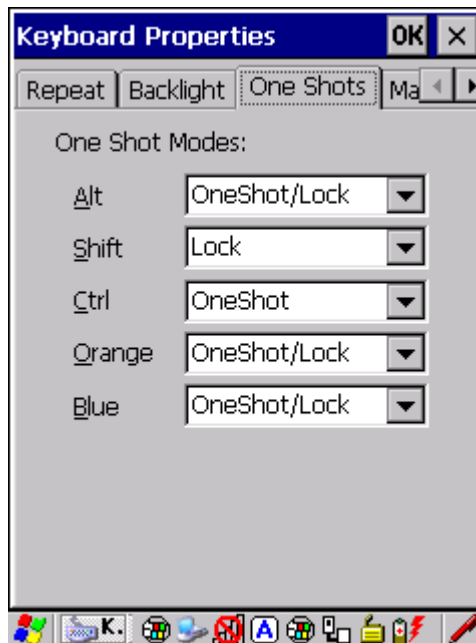 Keyboard Properties OK ×
Repeat Backlight One Shots Ma
One Shot Modes:
Alt OneShot/Lock
Shift Lock
Ctrl OneShot
Orange OneShot/Lock
Blue OneShot/Lock
K. A